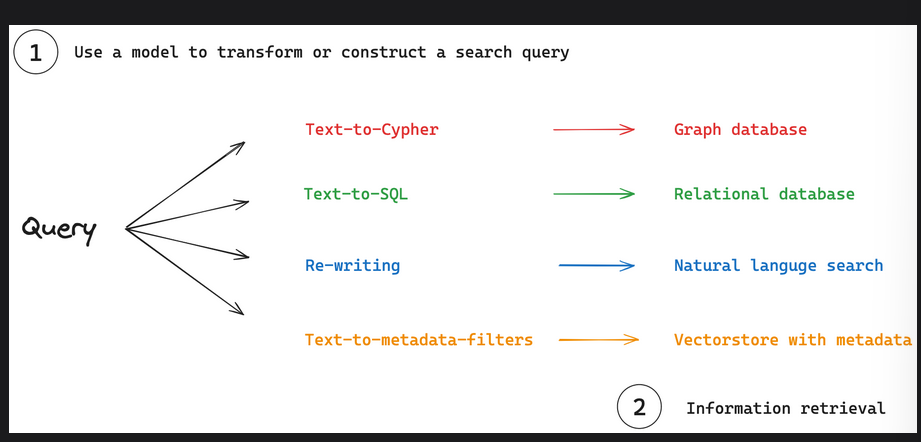 1 Use a model to transform or construct a search query
Text-to-Cypher Graph database
Text-to-SQL Relational database
Query
Re-writing Natural languge search
Text-to-metadata-filters Vectorstore with metadata
2 Information retrieval